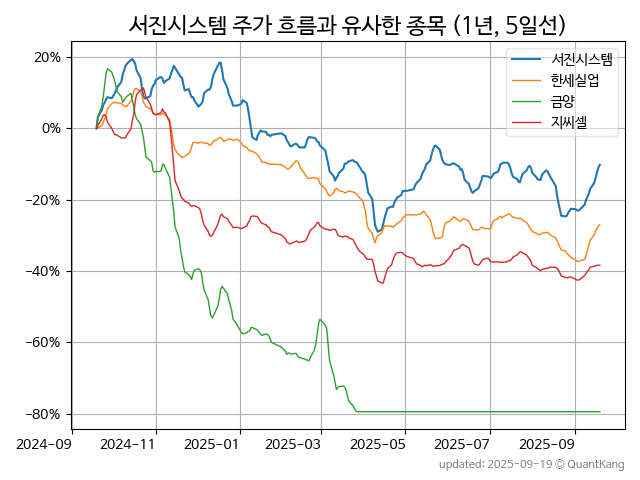 서진시스템 주가 흐름과 유사한 종목 (1년, 5일선)
서진시스템
한세실업
금양
지씨셀
20%
0%
−20%
−40%
−60%
−80%
2024-09
2024-11
2025-01
2025-03
2025-05
2025-07
2025-09
updated: 2025-09-19 © QuantKang